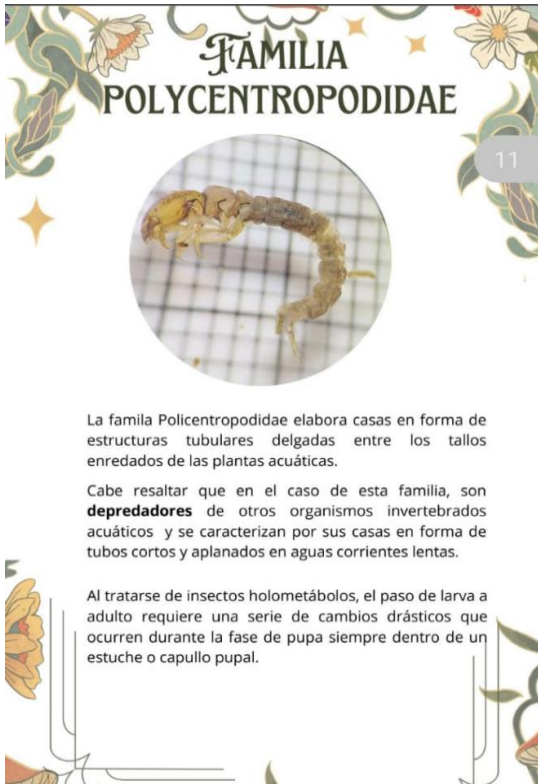 FAMILIA
POLYCENTROPODIDAE
11
La famila Policentropodidae elabora casas en forma de
estructuras tubulares delgadas entre los tallos
enredados de las plantas acuáticas.
Cabe resaltar que en el caso de esta familia, son
depredadores de otros organismos invertebrados
acuáticos y se caracterizan por sus casas en forma de
tubos cortos y aplanados en aguas corrientes lentas.
Al tratarse de insectos holometábolos, el paso de larva a
adulto requiere una serie de cambios drásticos que
ocurren durante la fase de pupa siempre dentro de un
estuche o capullo pupal.